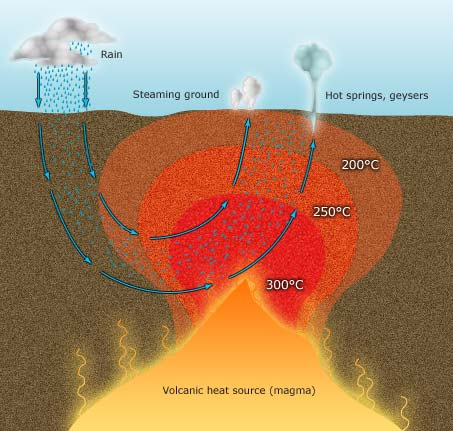 Rain
Steaming ground
Hot springs, geysers
200°C
250°C
300°C
Volcanic heat source (magma)